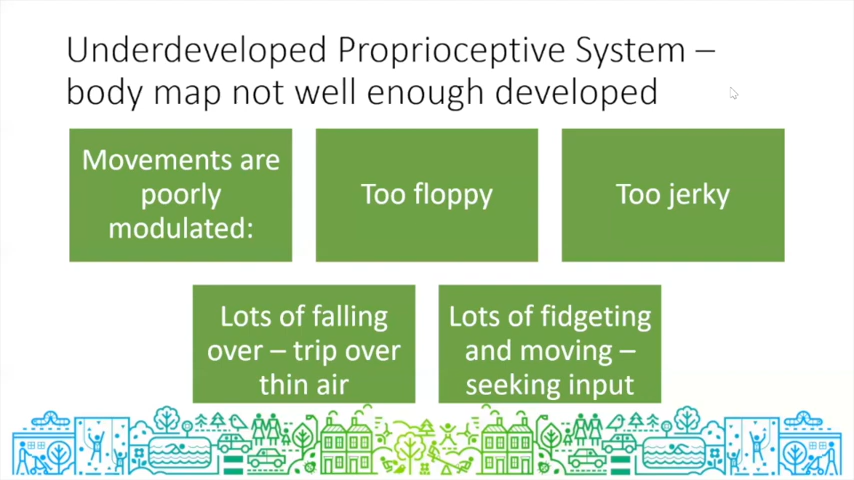 Underdeveloped Proprioceptive System –
body map not well enough developed
Movements are
poorly
modulated:
Too floppy
Too jerky
Lots of falling
over – trip over
thin air
Lots of fidgeting
and moving –
seeking input